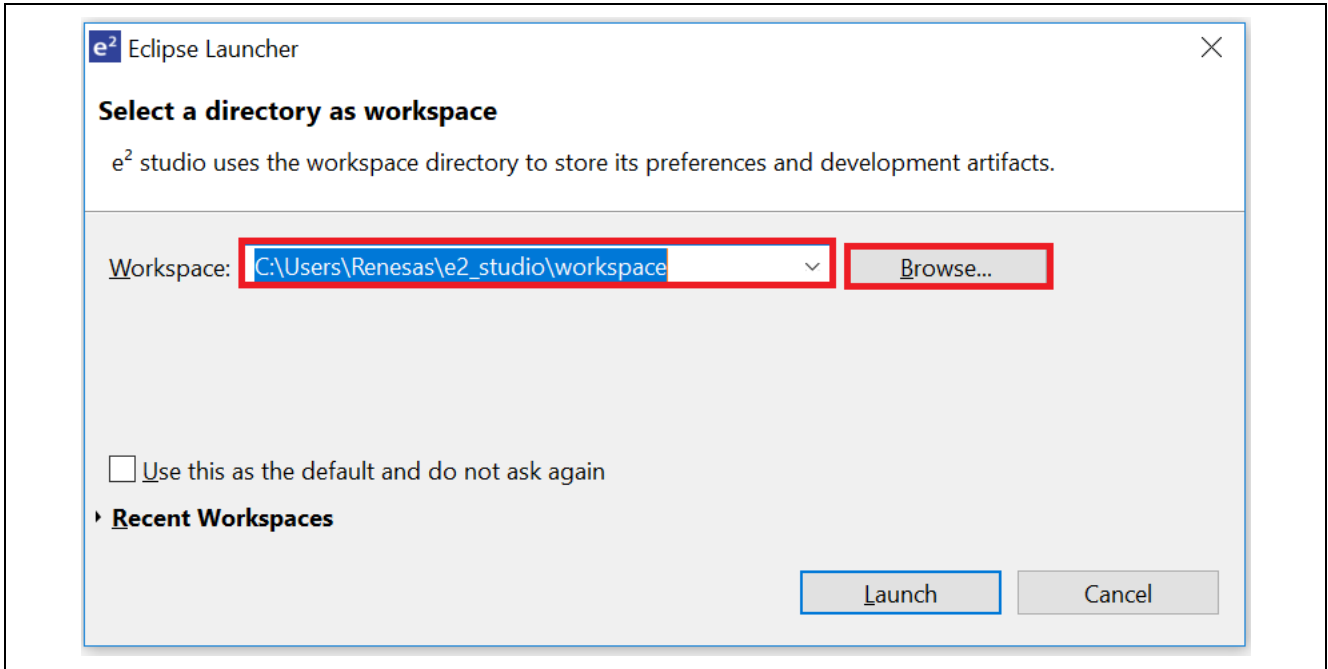 e² Eclipse Launcher
Select a directory as workspace
e² studio uses the workspace directory to store its preferences and development artifacts.
Workspace: C:\Users\Renesas\e2_studio\workspace Browse...
Use this as the default and do not ask again
Recent Workspaces
Launch Cancel